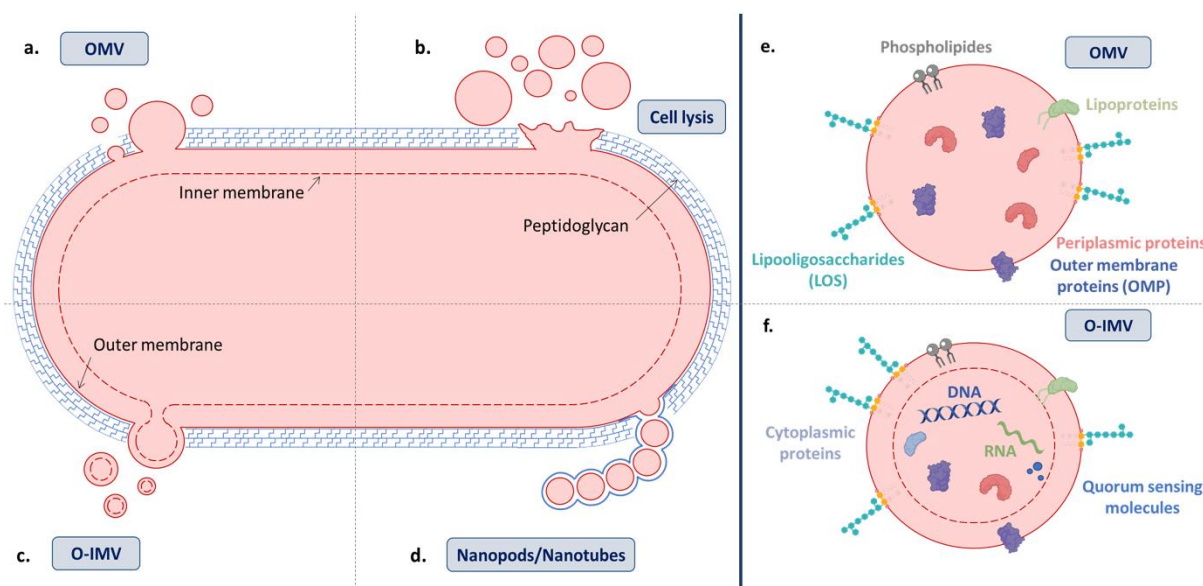 a.
OMV
b.
Cell lysis
Inner membrane
Peptidoglycan
Outer membrane
c.
O-IMV
d.
Nanopods/Nanotubes
e.
OMV
Phospholipides
Lipoproteins
Lipooligosaccharides
(LOS)
Periplasmic proteins
Outer membrane
proteins (OMP)
f.
O-IMV
DNA
Cytoplasmic
proteins
RNA
Quorum sensing
molecules